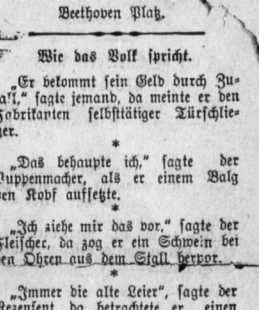 Beethoven Platz.
Wie das Volk spricht.
„Er bekommt sein Geld durch Zu-
fall,“ sagte jemand, da meinte er den
Fabrikanten selbsttätiger Türschlie-
zer.
*
„Das behaupte ich,“ sagte der
Puppenmacher, als er einem Balg
den Kopf aufsetzte.
*
„Ich ziehe mir das vor,“ sagte der
Fleischer, da zog er ein Schwein bei
den Ohren aus dem Stall hervor.
*
„Immer die alte Leier“, sagte der
Rezensent, da betrachtete er einen